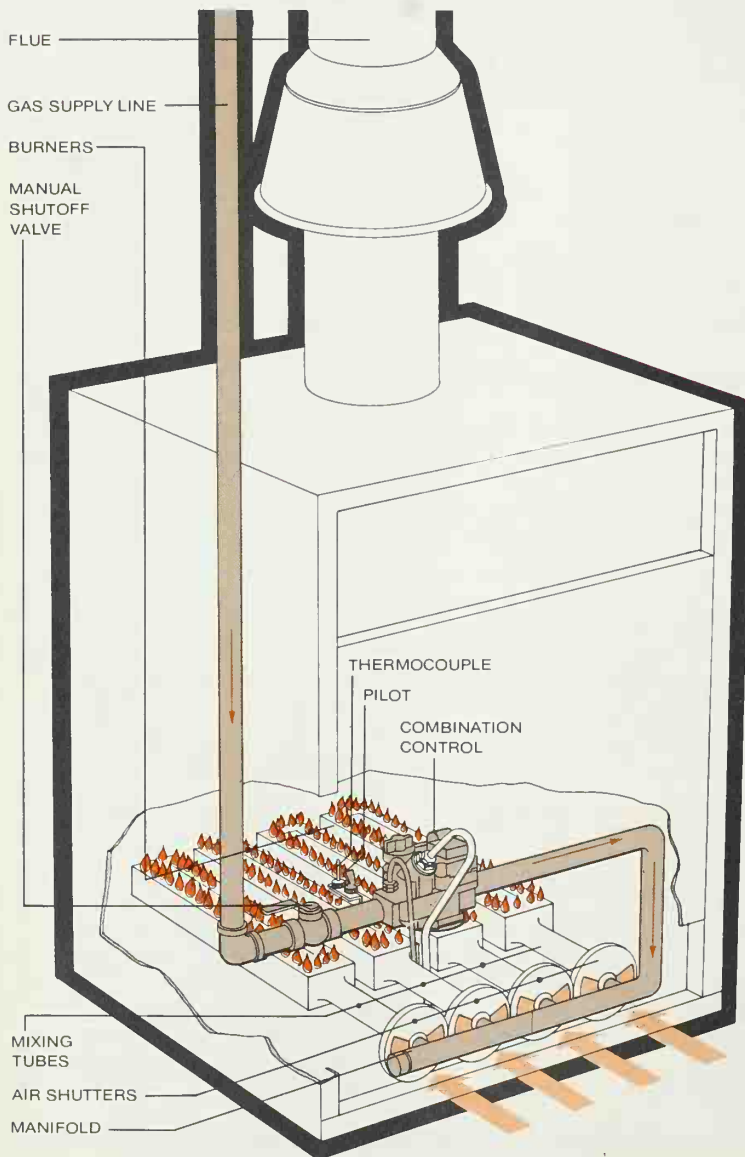 FLUE
GAS SUPPLY LINE
BURNERS
MANUAL
SHUTOFF
VALVE
THERMOCOUPLE
PILOT
COMBINATION
CONTROL
MIXING
TUBES
AIR SHUTTERS
MANIFOLD